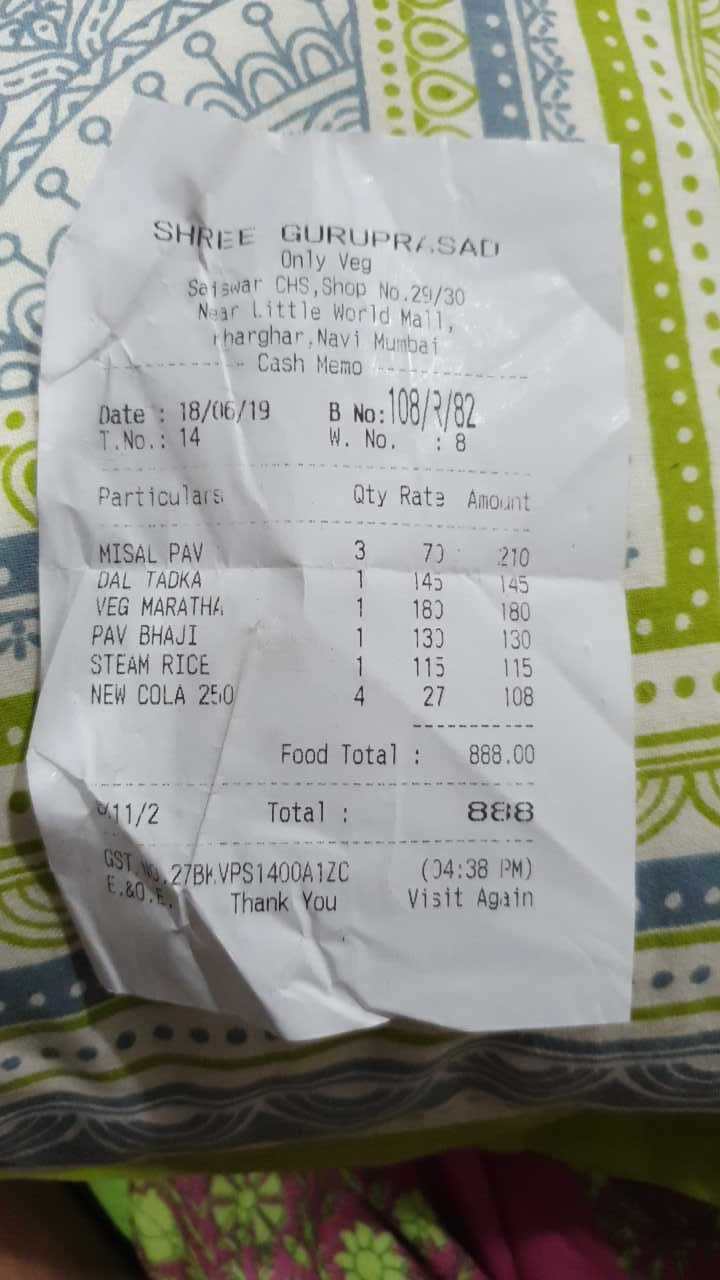 SHREE GURUPRASAD
Only Veg
Saiswar CHS,Shop No.29/30
Near Little World Mall,
Kharghar,Navi Mumbai
Cash Memo
Date : 18/06/19 B No:108/R/82
T.No.: 14 W. No. : 8
Particulars Qty Rate Amount
MISAL PAV 3 70 210
DAL TADKA 1 145 145
VEG MARATHA 1 180 180
PAV BHAJI 1 130 130
STEAM RICE 1 115 115
NEW COLA 250 4 27 108
Food Total : 888.00
11/2 Total : 888
GST NO. (04:38 PM)
E.&O.E. Thank You Visit Again